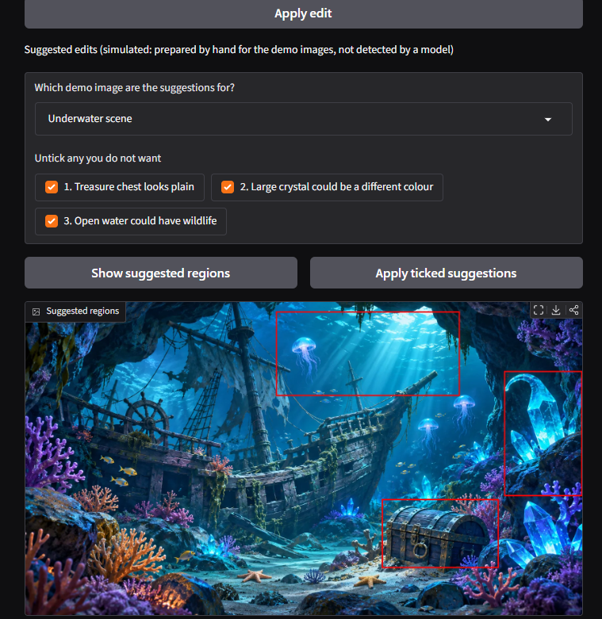 Apply edit
Suggested edits (simulated: prepared by hand for the demo images, not detected by a model)
Which demo image are the suggestions for?
Underwater scene
Untick any you do not want
1. Treasure chest looks plain
2. Large crystal could be a different colour
3. Open water could have wildlife
Show suggested regions
Apply ticked suggestions
Suggested regions